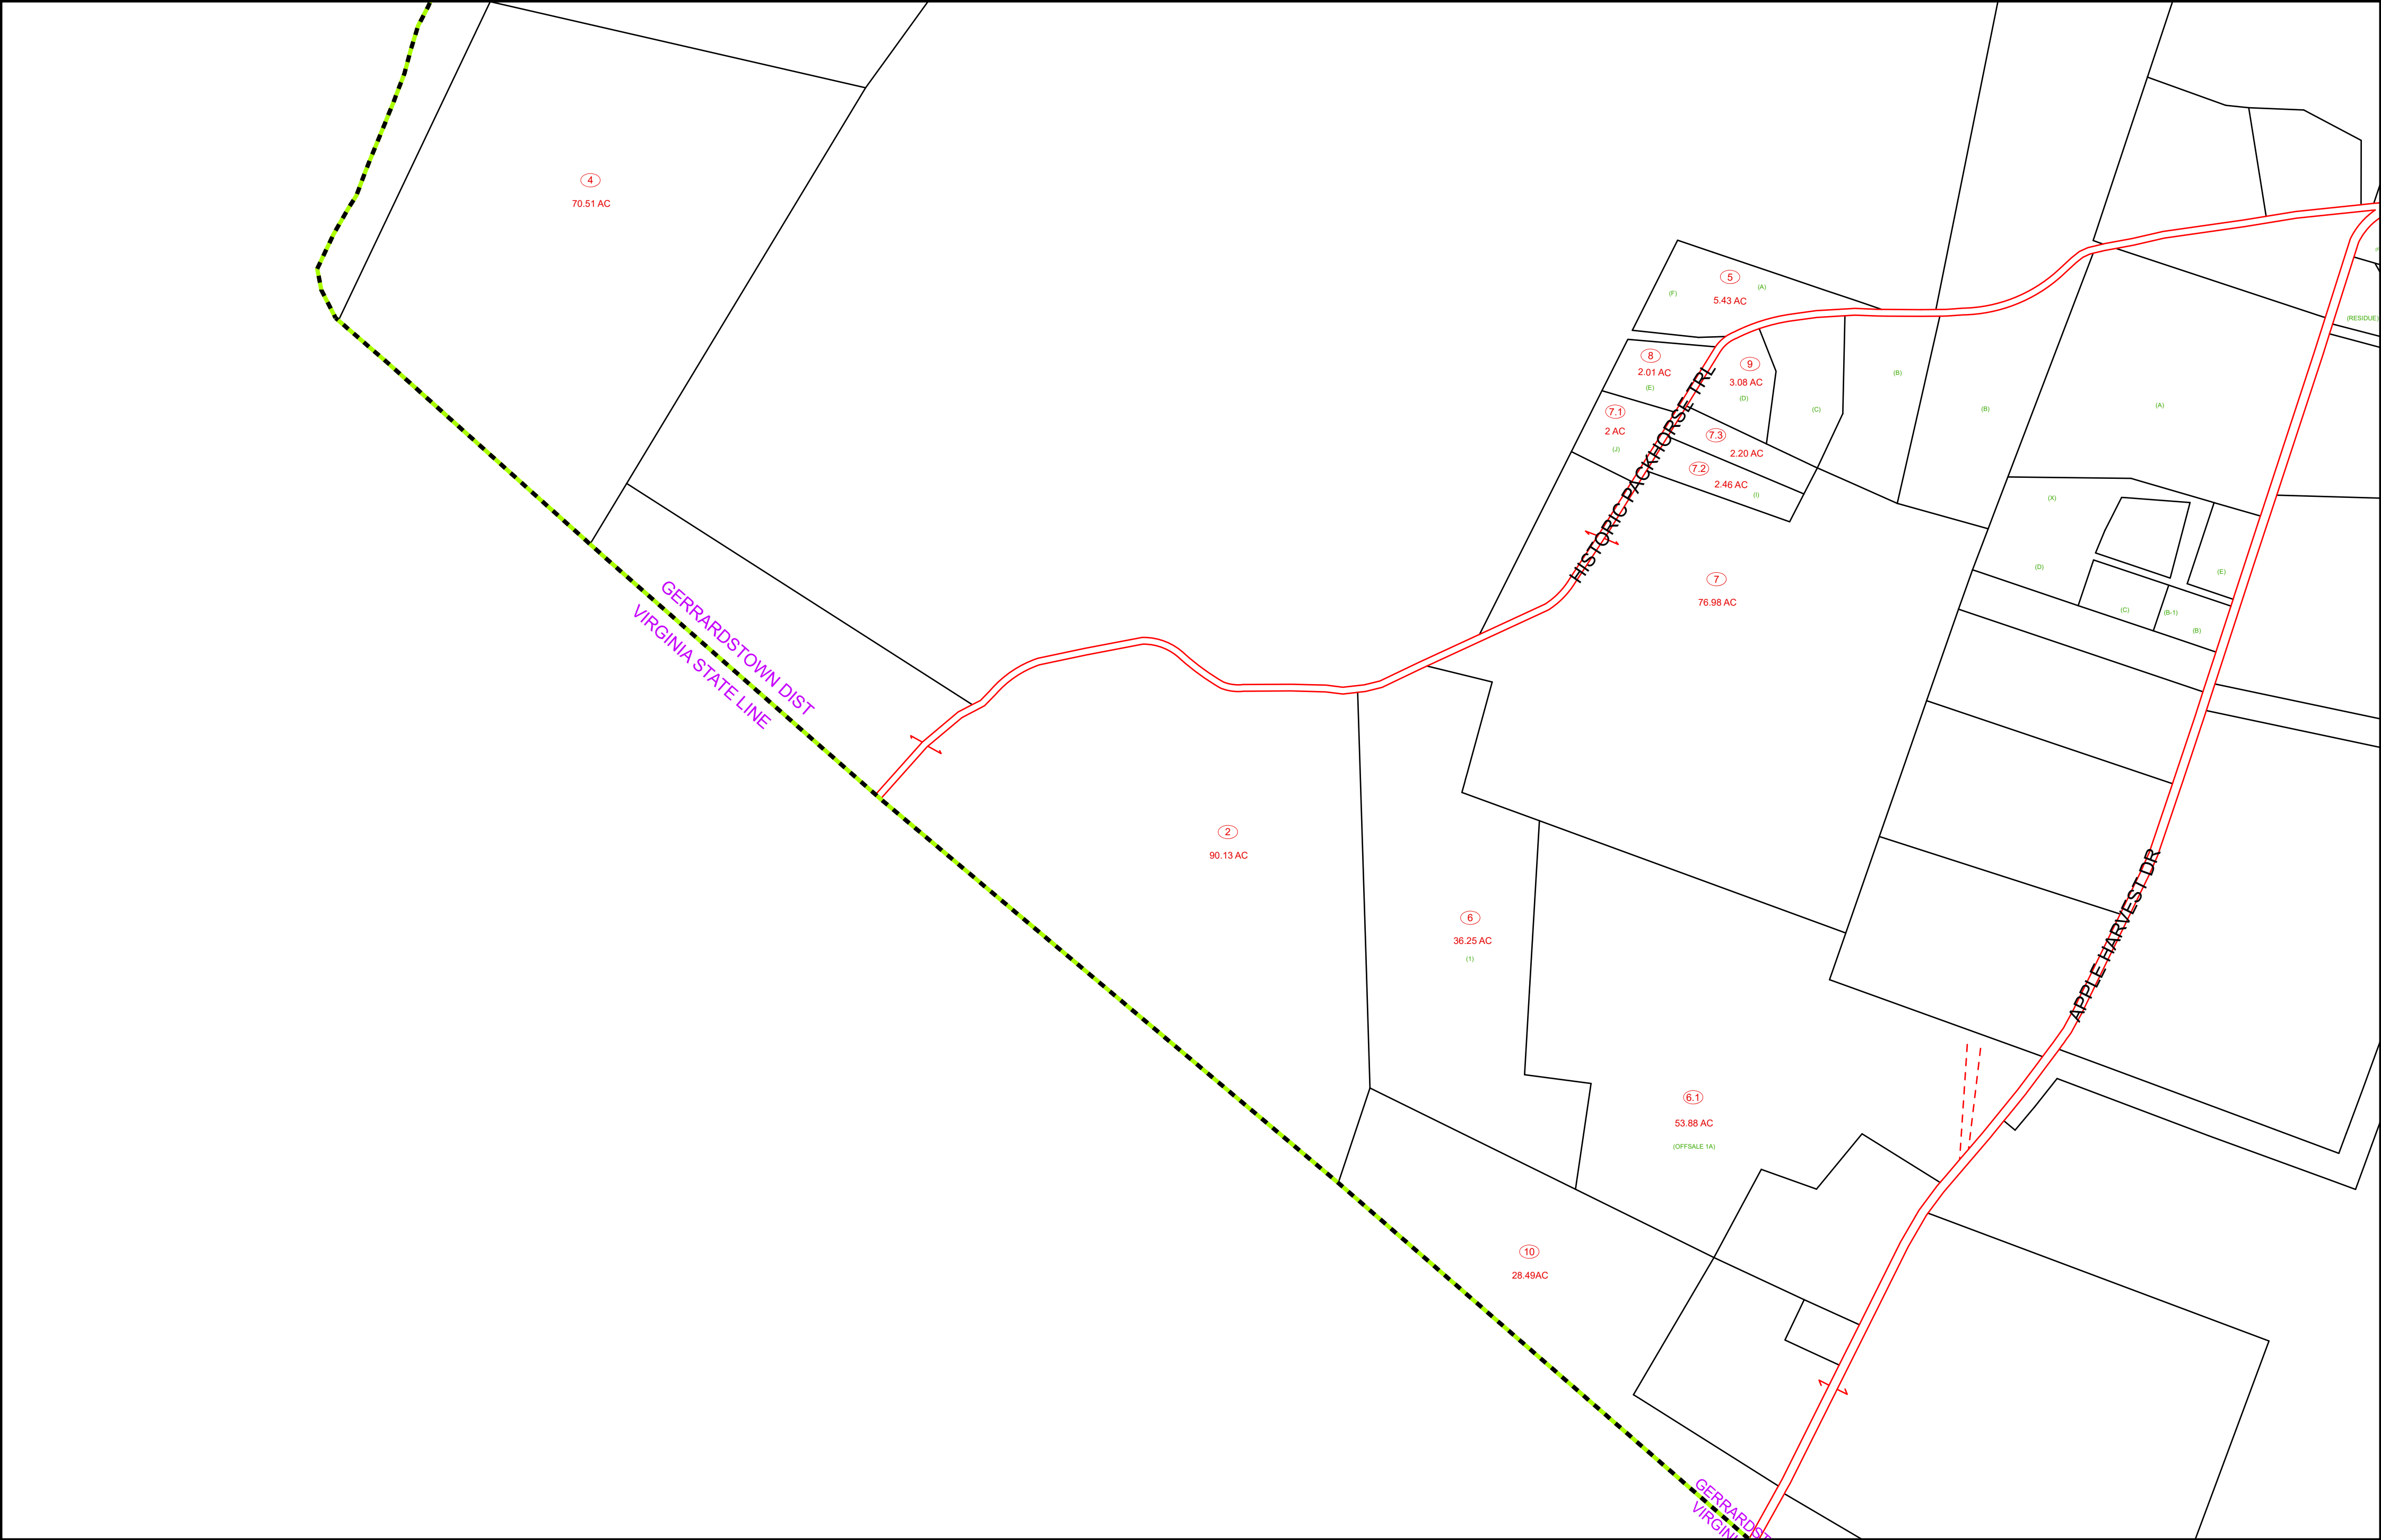 4
70.51 AC
5
(A)
(F)
5.43 AC
(RESIDUE)
8
2.01 AC
(E)
9
3.08 AC
(D)
(B)
(C)
(B)
(A)
7.1
2 AC
(J)
7.3
2.20 AC
7.2
2.46 AC
(I)
HISTORIC PACKHORSE TRL
(X)
(D)
(E)
(C)
(B-1)
(B)
7
76.98 AC
GERRARDSTOWN DIST
VIRGINIA STATE LINE
2
90.13 AC
6
36.25 AC
(1)
APPLE HARVEST DR
6.1
53.88 AC
(OFFSALE 1A)
10
28.49AC
GERRARDST
VIRGINI